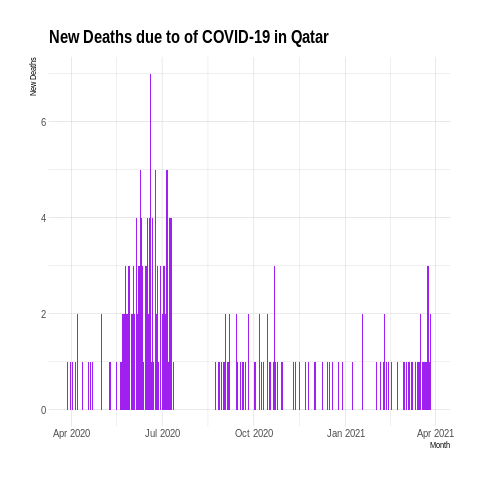 New Deaths due to of COVID-19 in Qatar
New Deaths
6
4
2
0
Apr 2020 Jul 2020 Oct 2020 Jan 2021 Apr 2021
Month